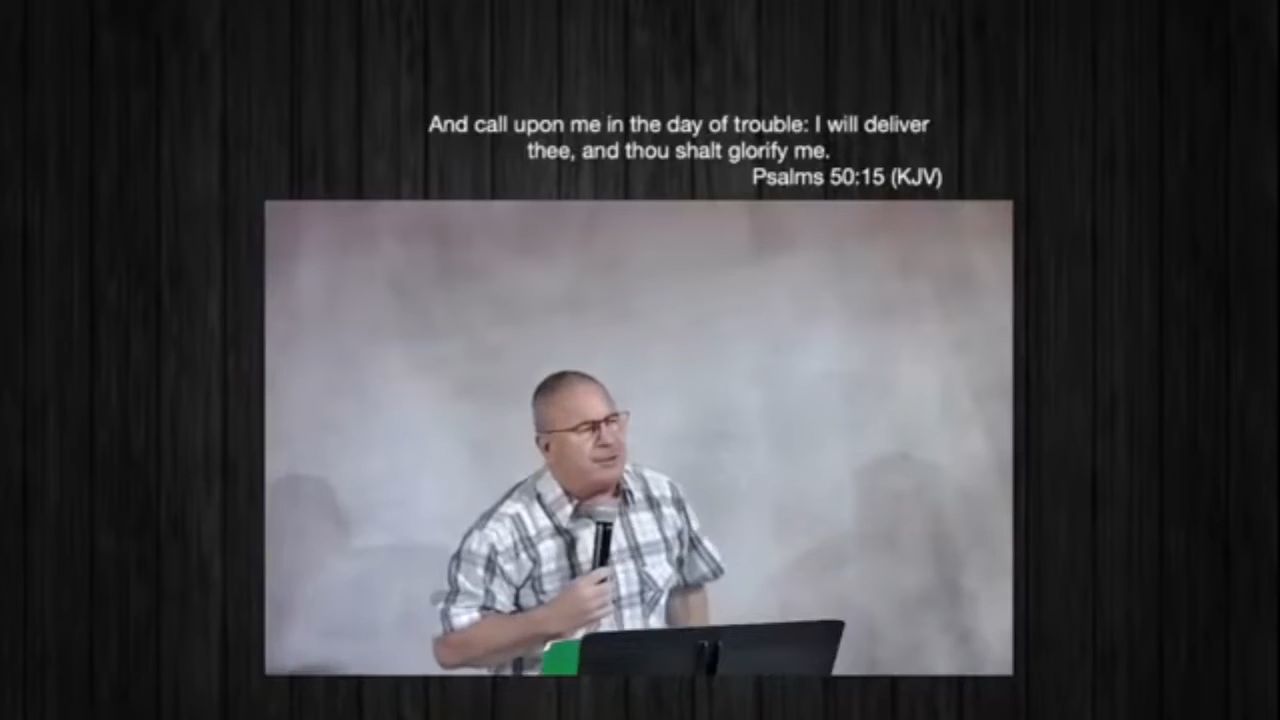 And call upon me in the day of trouble: I will deliver
thee, and thou shalt glorify me.
Psalms 50:15 (KJV)